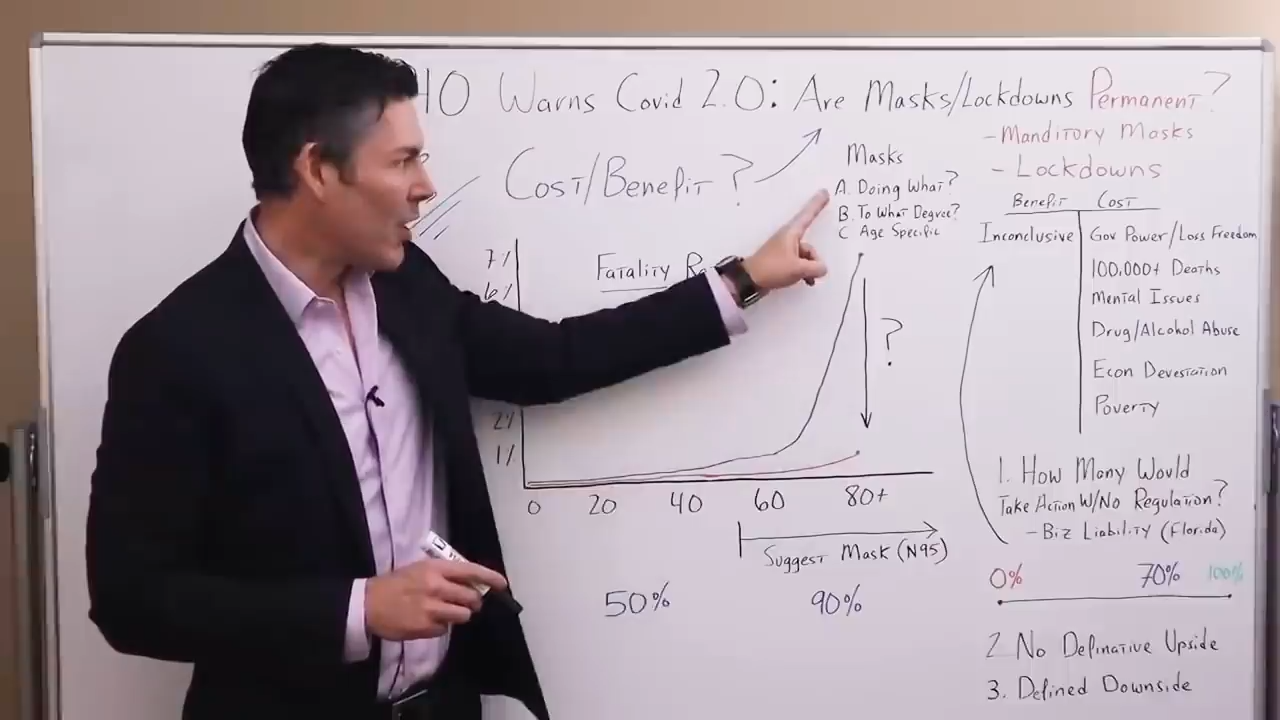 HO Warns Covid 2.0: Are Masks/Lockdowns Permanent?
- Manditory Masks
- Lockdowns
Cost/Benefit?
Masks
A. Doing What?
B. To What Degree?
C Age Specific
Benefit Cost
Inconclusive Gov Power/Loss Freedom
100,000+ Deaths
Mental Issues
Drug/Alcohol Abuse
Econ Devestation
Poverty
Fatality
7%
6%
2%
1%
?
0 20 40 60 80+
Suggest Mask (N95)
50% 90%
1. How Many Would
Take Action W/No Regulation?
- Biz Liability (Florida)
0% 70% 100%
2 No Definative Upside
3. Defined Downside